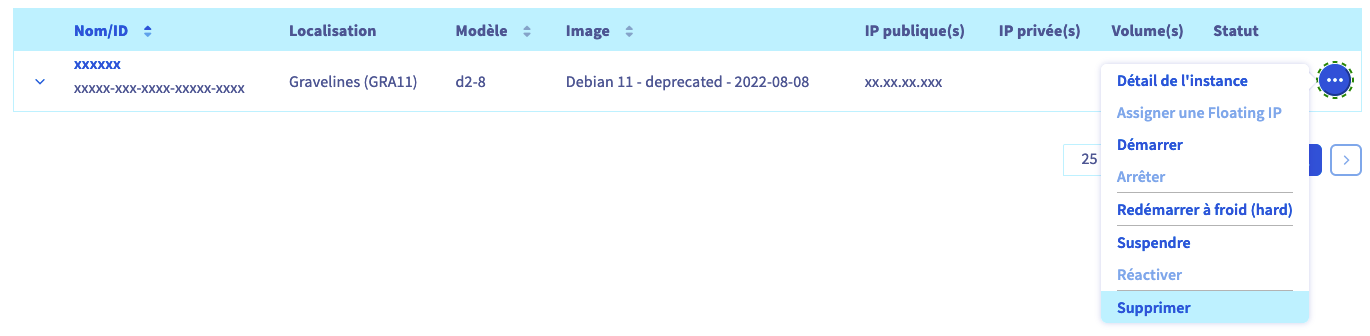 Nom/ID Localisation Modèle Image IP publique(s) IP privée(s) Volume(s) Statut
xxxxxx
xxxxx-xxx-xxxx-xxxxx-xxxx Gravelines (GRA11) d2-8 Debian 11 - deprecated - 2022-08-08 xx.xx.xx.xxx
Détail de l'instance
Assigner une Floating IP
Démarrer
25
Arrêter
Redémarrer à froid (hard)
Suspendre
Réactiver
Supprimer